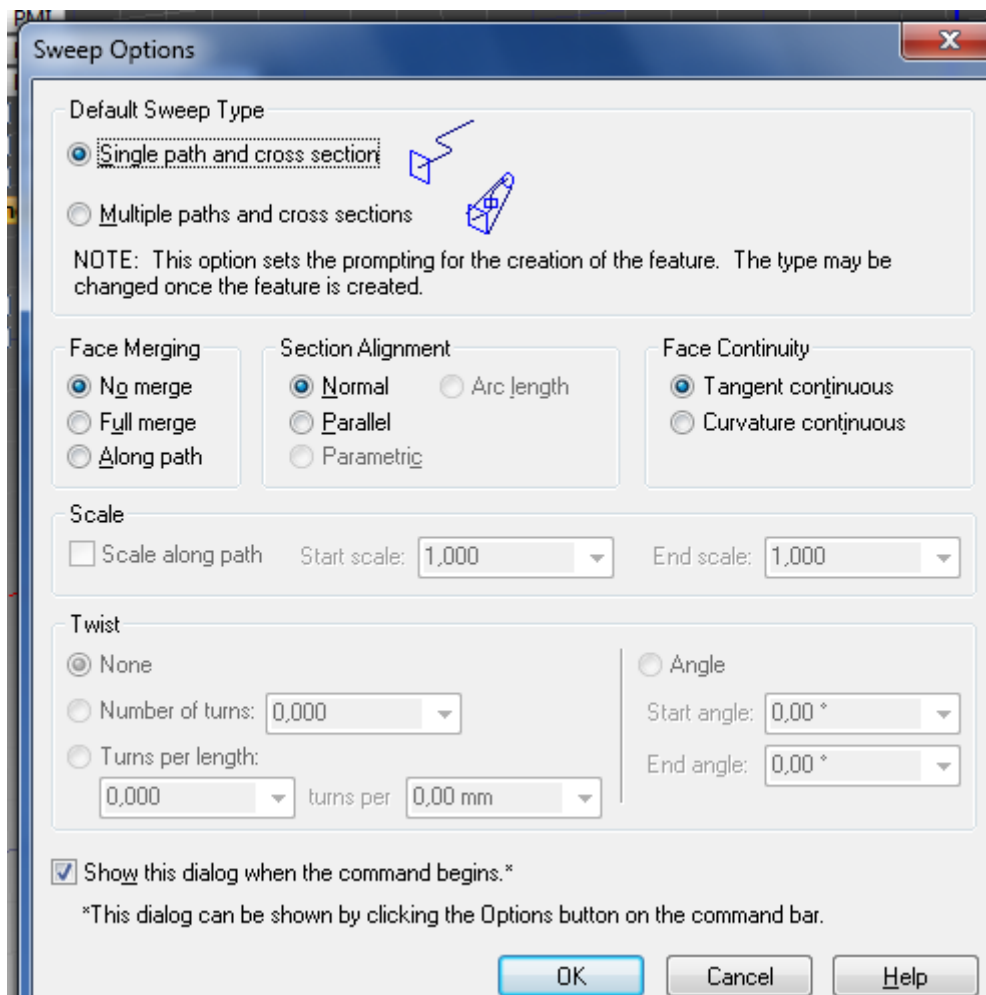 PMI
Sweep Options
Default Sweep Type
Single path and cross section
Multiple paths and cross sections
NOTE: This option sets the prompting for the creation of the feature. The type may be
changed once the feature is created.
Face Merging
No merge
Full merge
Along path
Section Alignment
Normal Arc length
Parallel
Parametric
Face Continuity
Tangent continuous
Curvature continuous
Scale
Scale along path Start scale: 1,000 End scale: 1,000
Twist
None
Number of turns: 0,000
Turns per length:
0,000 turns per 0,00 mm
Angle
Start angle: 0,00 °
End angle: 0,00 °
Show this dialog when the command begins.*
*This dialog can be shown by clicking the Options button on the command bar.
OK Cancel Help